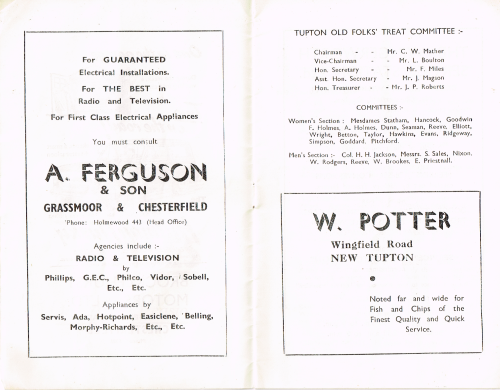 For GUARANTEED
Electrical Installations.
For THE BEST in
Radio and Television.
For First Class Electrical Appliances
You must consult
A. FERGUSON
& SON
GRASSMOOR & CHESTERFIELD
'Phone: Holmewood 443 (Head Office)
Agencies include :-
RADIO & TELEVISION
by
Phillips, G.E.C., Philco, Vidor, Sobell,
Etc., Etc.
Appliances by
Servis, Ada, Hotpoint, Easiclene, Belling,
Morphy-Richards, Etc., Etc.
TUPTON OLD FOLKS' TREAT COMMITTEE :-
Chairman - - Mr. C. W. Mather
Vice-Chairman - - Mr. L. Boulton
Hon. Secretary - - Mr. F. Miles
Asst. Hon. Secretary - Mr. J. Magson
Hon. Treasurer - - Mr. J. P. Roberts
COMMITTEES :-
Women's Section : Mesdames Statham, Hancock, Goodwin
F. Holmes, A. Holmes, Dunn, Seaman, Reeve, Elliott,
Wright, Betton, Taylor, Hawkins, Evans, Ridgeway,
Simpson, Goddard, Pitchford.
Men's Section :- Col. H. H. Jackson, Messrs. S. Sales, Nixon,
W. Rodgers, Reeve, W. Brookes, E. Priestnall.
W. POTTER
Wingfield Road
NEW TUPTON
Noted far and wide for
Fish and Chips of the
Finest Quality and Quick
Service.